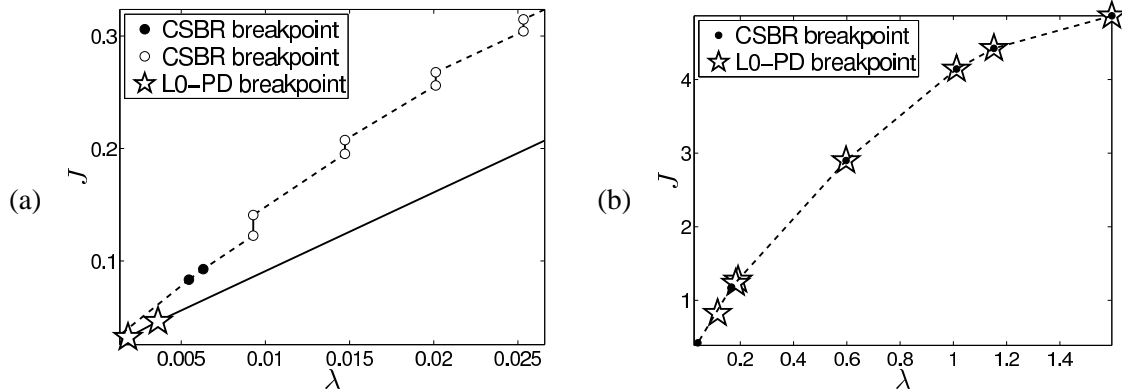 (a)
CSBR breakpoint
CSBR breakpoint
L0-PD breakpoint
J
0.3
0.2
0.1
0.005
0.01
0.015
0.02
0.025
λ
(b)
CSBR breakpoint
L0-PD breakpoint
J
4
3
2
1
0.2
0.4
0.6
0.8
1
1.2
1.4
λ